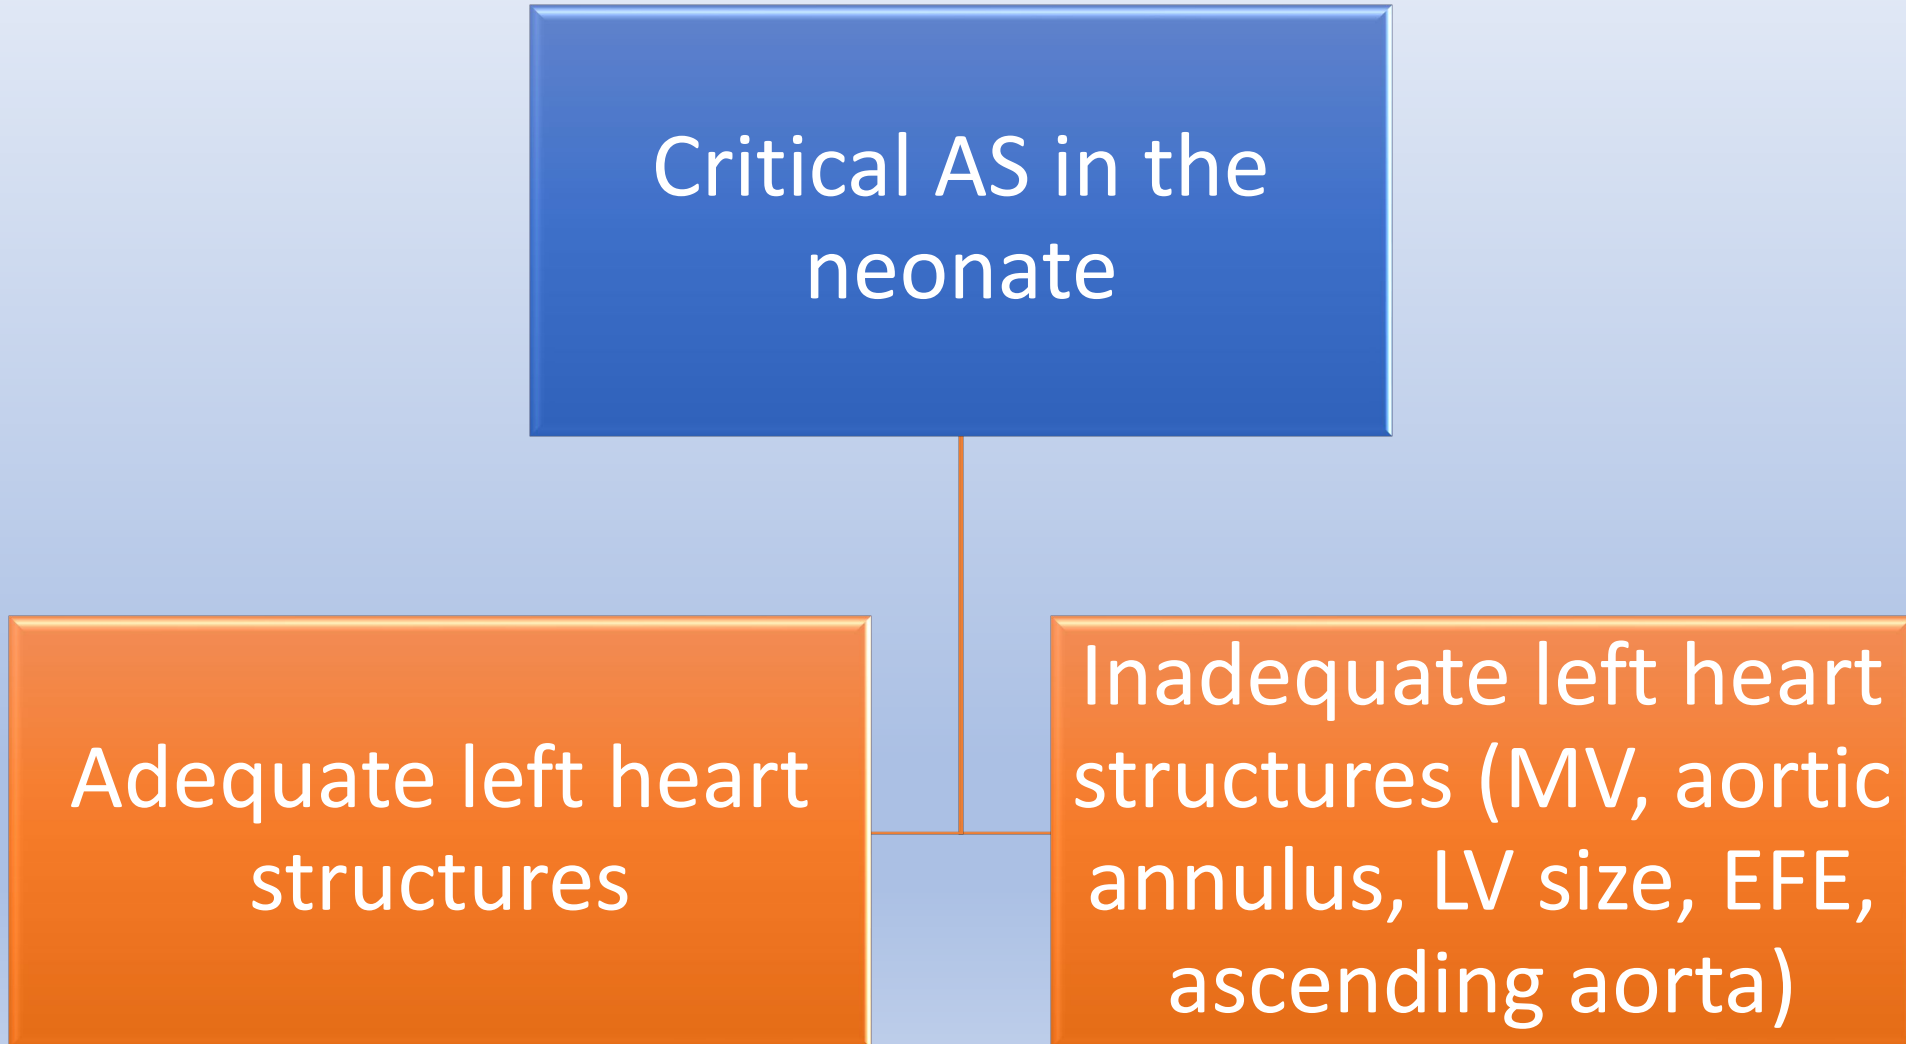 Critical AS in the
neonate
Adequate left heart
structures
Inadequate left heart
structures (MV, aortic
annulus, LV size, EFE,
ascending aorta)